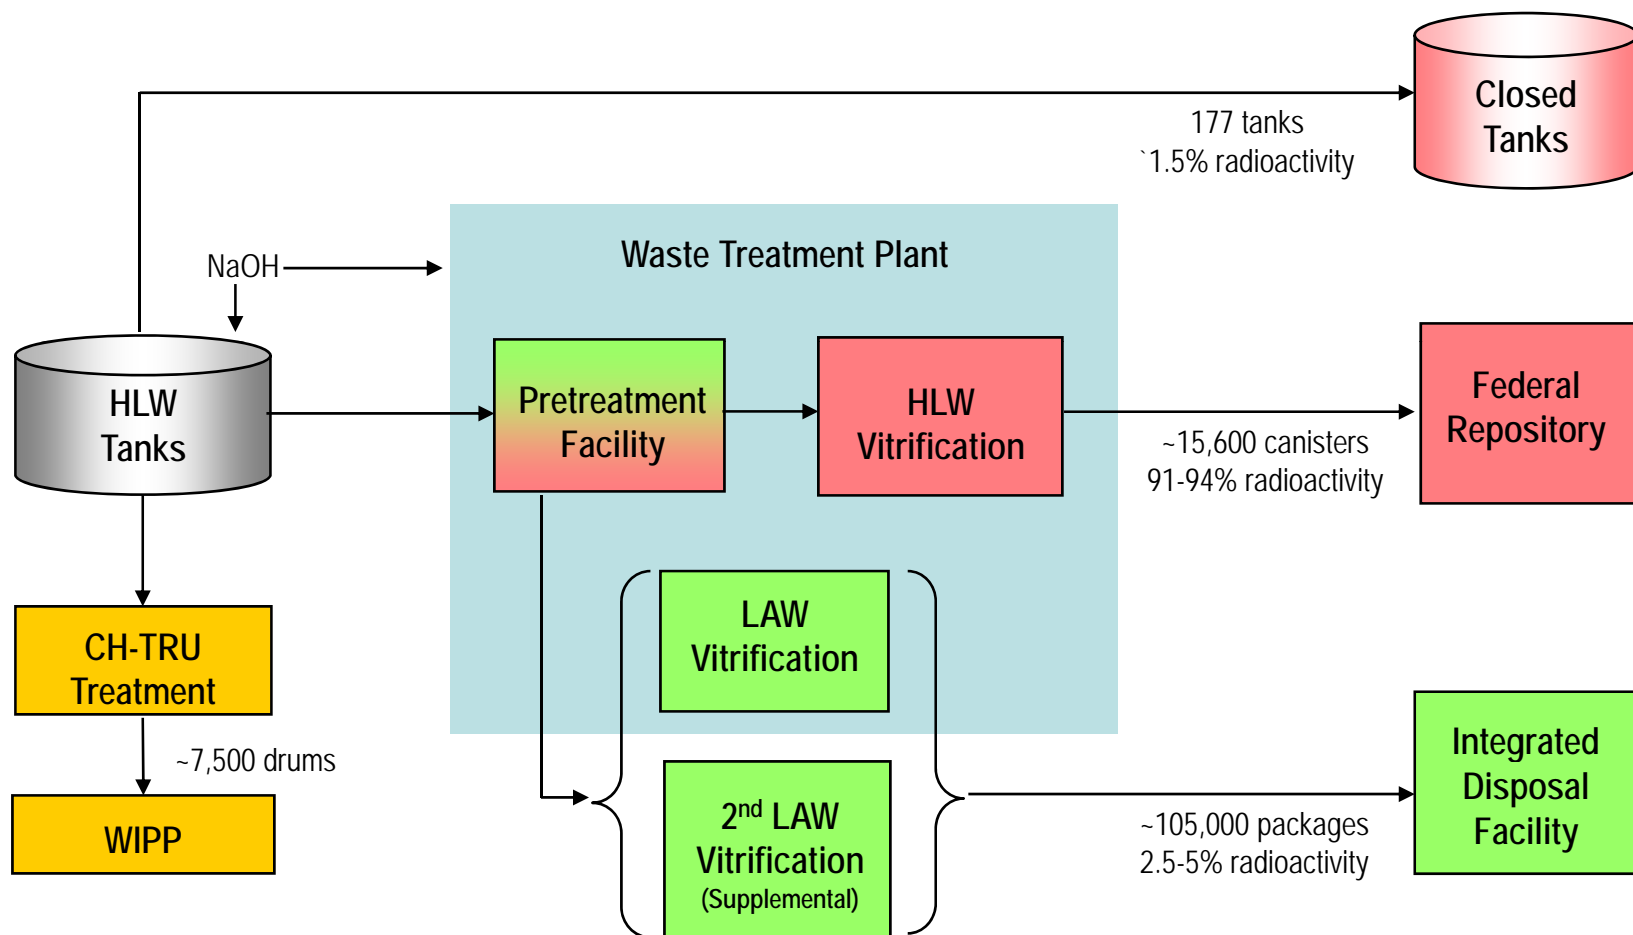 Closed
Tanks
177 tanks
`1.5% radioactivity
Waste Treatment Plant
NaOH
HLW
Tanks
Pretreatment
Facility
HLW
Vitrification
~15,600 canisters
91-94% radioactivity
Federal
Repository
CH-TRU
Treatment
~7,500 drums
WIPP
LAW
Vitrification
2nd LAW
Vitrification
(Supplemental)
~105,000 packages
2.5-5% radioactivity
Integrated
Disposal
Facility